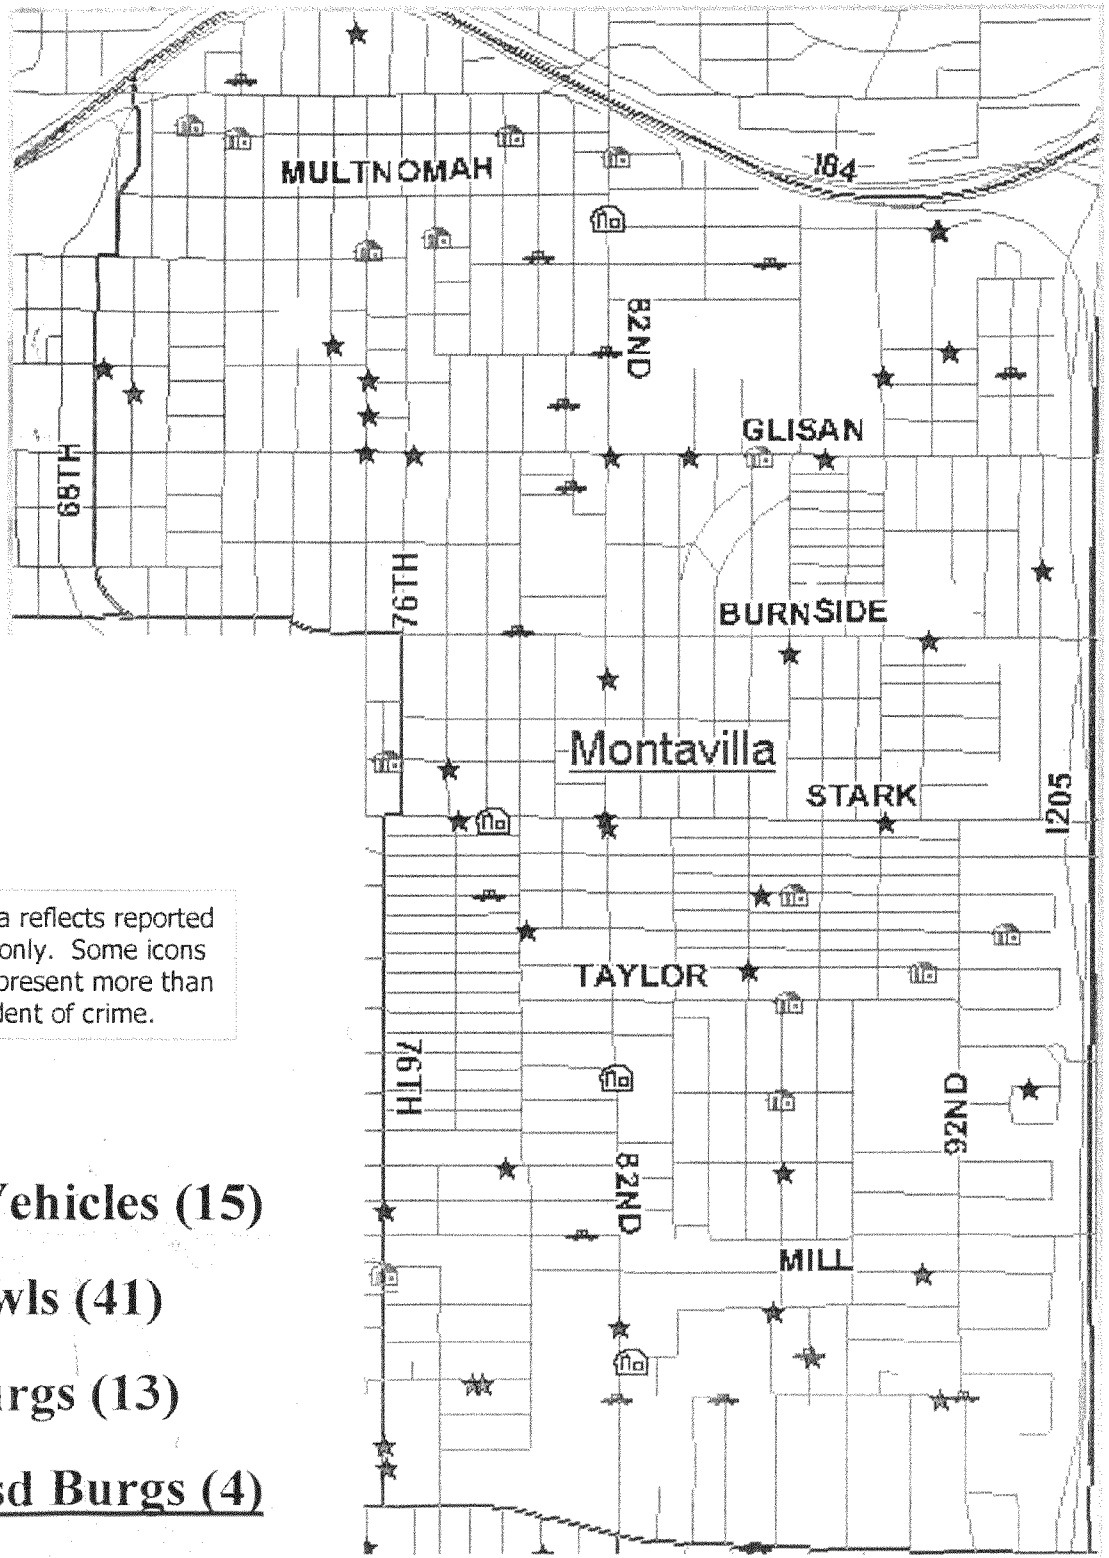 MULTNOMAH
I84
82ND
GLISAN
68TH
76TH
BURNSIDE
Montavilla
STARK
I205
a reflects reported
only. Some icons
present more than
dent of crime.
TAYLOR
76TH
92ND
82ND
Vehicles (15)
MILL
wls (41)
urgs (13)
sd Burgs (4)